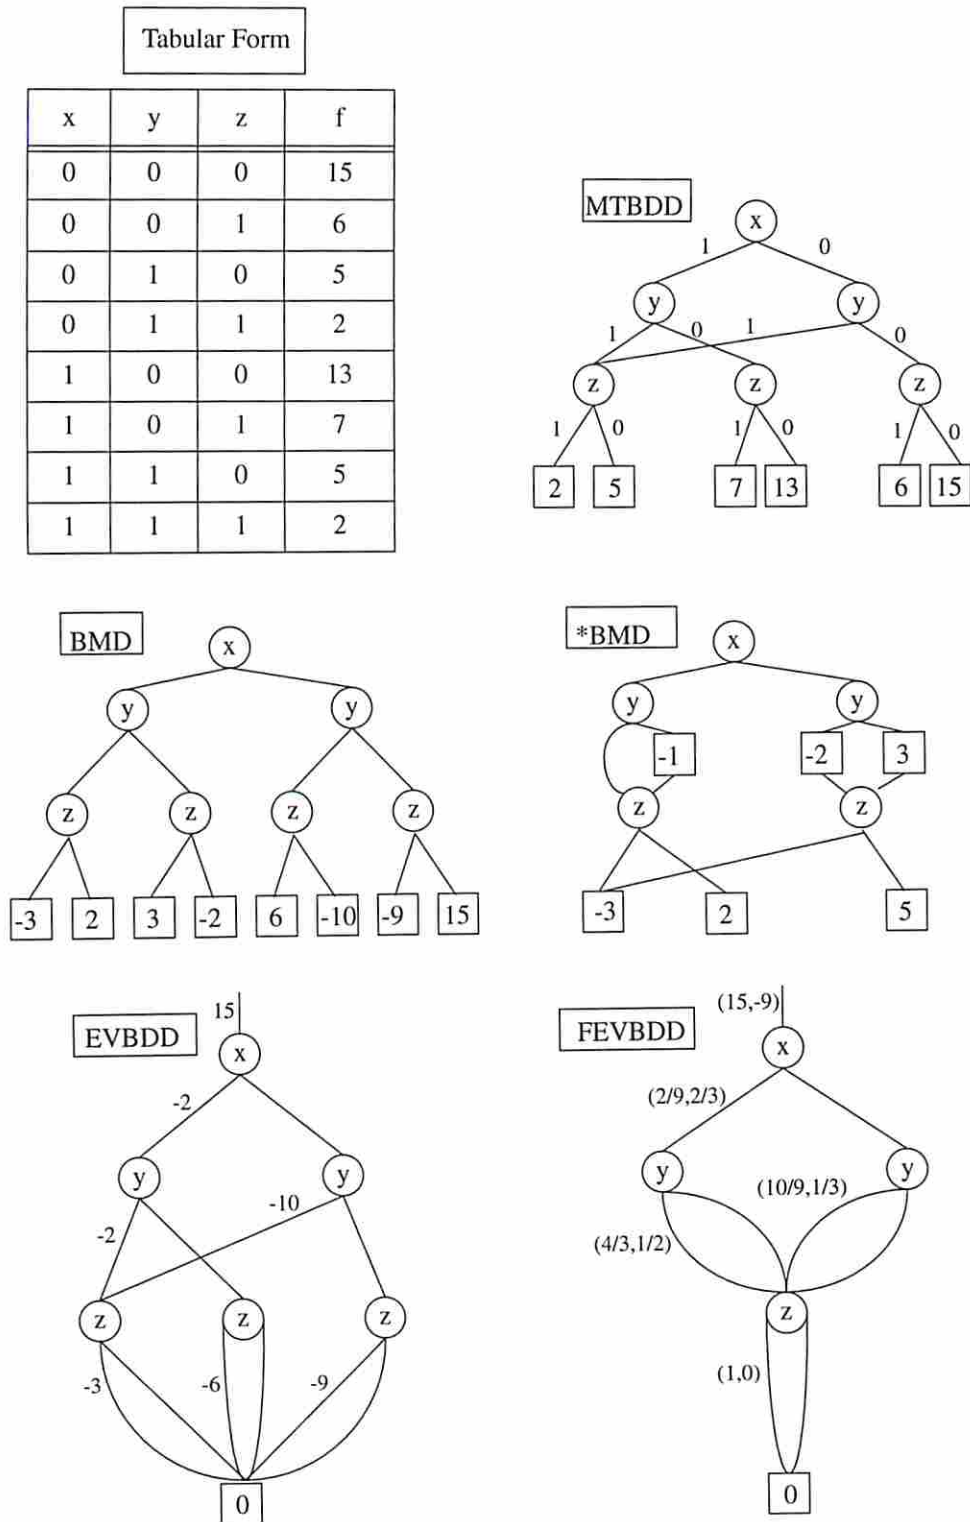 Tabular Form
x y z f
0 0 0 15
0 0 1 6
0 1 0 5
0 1 1 2
1 0 0 13
1 0 1 7
1 1 0 5
1 1 1 2
MTBDD
x
1 0
y y
1 0 1 0
z z z
1 0 1 0 1 0
2 5 7 13 6 15
BMD
x
y y
z z z z
-3 2 3 -2 6 -10 -9 15
*BMD
x
y y
-1 -2 3
z z
-3 2 5
EVBDD
15
x
-2
y y
-2 -10
z z z
-3 -6 -9
0
FEVBDD
(15,-9)
x
(2/9,2/3)
y y
(4/3,1/2) (10/9,1/3)
z
(1,0)
0